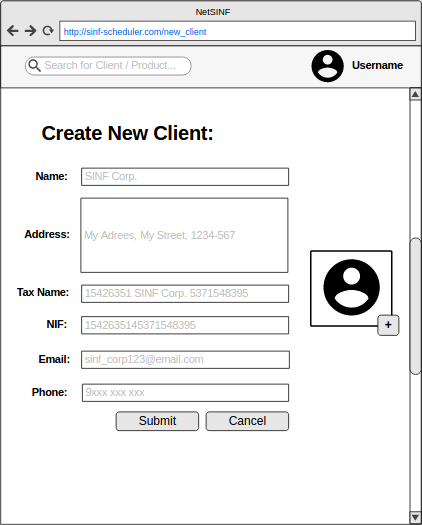 NetSINF
http://sinf-scheduler.com/new_client
Search for Client / Product...
Username
Create New Client:
Name:
SINF Corp.
Address:
My Adrees, My Street, 1234-567
Tax Name:
15426351 SINF Corp. 5371548395
NIF:
1542635145371548395
Email:
sinf_corp123@email.com
Phone:
9xxx xxx xxx
+
Submit
Cancel